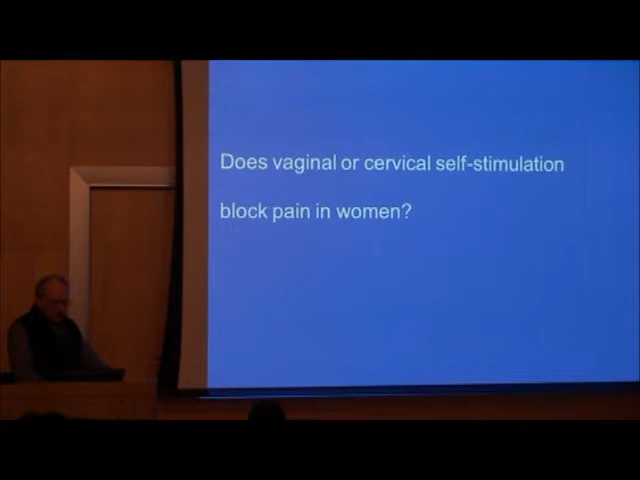 Does vaginal or cervical self-stimulation
block pain in women?